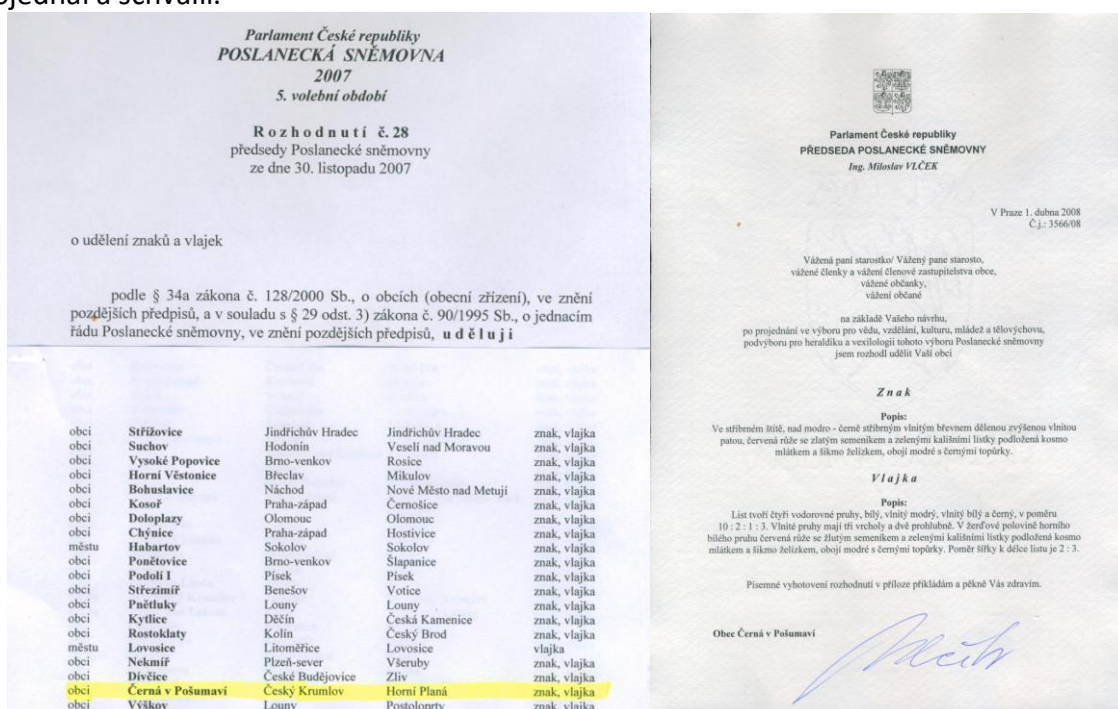 Parlament České republiky
POSLANECKÁ SNĚMOVNA
2007
5. volební období
Rozhodnutí č. 28
předsedy Poslanecké sněmovny
ze dne 30. listopadu 2007
o udělení znaků a vlajek
podle § 34a zákona č. 128/2000 Sb., o obcích (obecní zřízení), ve znění
pozdějších předpisů, a v souladu s § 29 odst. 3) zákona č. 90/1995 Sb., o jednacím
řádu Poslanecké sněmovny, ve znění pozdějších předpisů, u d ě l u j i
obci Střížovice Jindřichův Hradec Jindřichův Hradec znak, vlajka
obci Suchov Hodonín Veselí nad Moravou znak, vlajka
obci Vysoké Popovice Brno-venkov Rosice znak, vlajka
obci Horní Věstonice Břeclav Mikulov znak, vlajka
obci Bohuslavice Náchod Nové Město nad Metují znak, vlajka
obci Kosoř Praha-západ Černošice znak, vlajka
obci Doloplazy Olomouc Olomouc znak, vlajka
obci Chýnice Praha-západ Hostivice znak, vlajka
městu Habartov Sokolov Sokolov znak, vlajka
obci Ponětovice Brno-venkov Šlapanice znak, vlajka
obci Podolí I Písek Písek znak, vlajka
obci Střezimíř Benešov Votice znak, vlajka
obci Pnětluky Louny Louny znak, vlajka
obci Kytlice Děčín Česká Kamenice znak, vlajka
obci Rostoklaty Kolín Český Brod znak, vlajka
městu Lovosice Litoměřice Lovosice vlajka
obci Nekmíř Plzeň-sever Všeruby znak, vlajka
obci Dívčice České Budějovice Zliv znak, vlajka
obci Černá v Pošumaví Český Krumlov Horní Planá znak, vlajka
obci Výškov Louny Postoloprty znak, vlajka
Parlament České republiky
PŘEDSEDA POSLANECKÉ SNĚMOVNY
Ing. Miloslav VLČEK
V Praze 1. dubna 2008
Č.j.: 3566/08
Vážená paní starostko/ Vážený pane starosto,
vážené členky a vážení členové zastupitelstva obce,
vážené občanky,
vážení občané
na základě Vašeho návrhu,
po projednání ve výboru pro vědu, vzdělání, kulturu, mládež a tělovýchovu,
podvýboru pro heraldiku a vexilologii tohoto výboru Poslanecké sněmovny
jsem rozhodl udělit Vaší obci
Znak
Popis:
Ve stříbrném štítě, nad modro - černě stříbrným vlnitým břevnem dělenou zvýšenou vlnitou
patou, červená růže se zlatým semeníkem a zelenými kališními lístky podložená kosmo
mlátkem a šikmo želízkem, obojí modré s černými topůrky.
Vlajka
Popis:
List tvoří čtyři vodorovné pruhy, bílý, vlnitý modrý, vlnitý bílý a černý, v poměru
10 : 2 : 1 : 3. Vlnité pruhy mají tři vrcholy a dvě prohlubně. V žerďové polovině horního
bílého pruhu červená růže se žlutým semeníkem a zelenými kališními lístky podložená kosmo
mlátkem a šikmo želízkem, obojí modré s černými topůrky. Poměr šířky k délce listu je 2 : 3.
Písemné vyhotovení rozhodnutí v příloze přikládám a pěkně Vás zdravím.
Obec Černá v Pošumaví